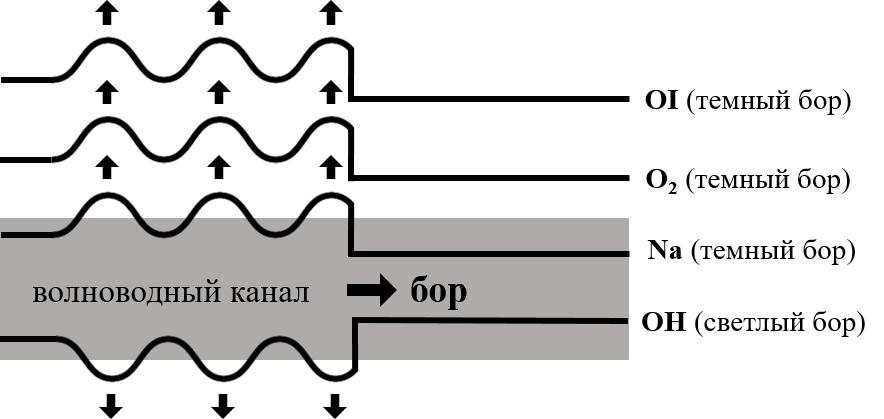 OI (темный бор)
O₂ (темный бор)
Na (темный бор)
волноводный канал
бор
OH (светлый бор)